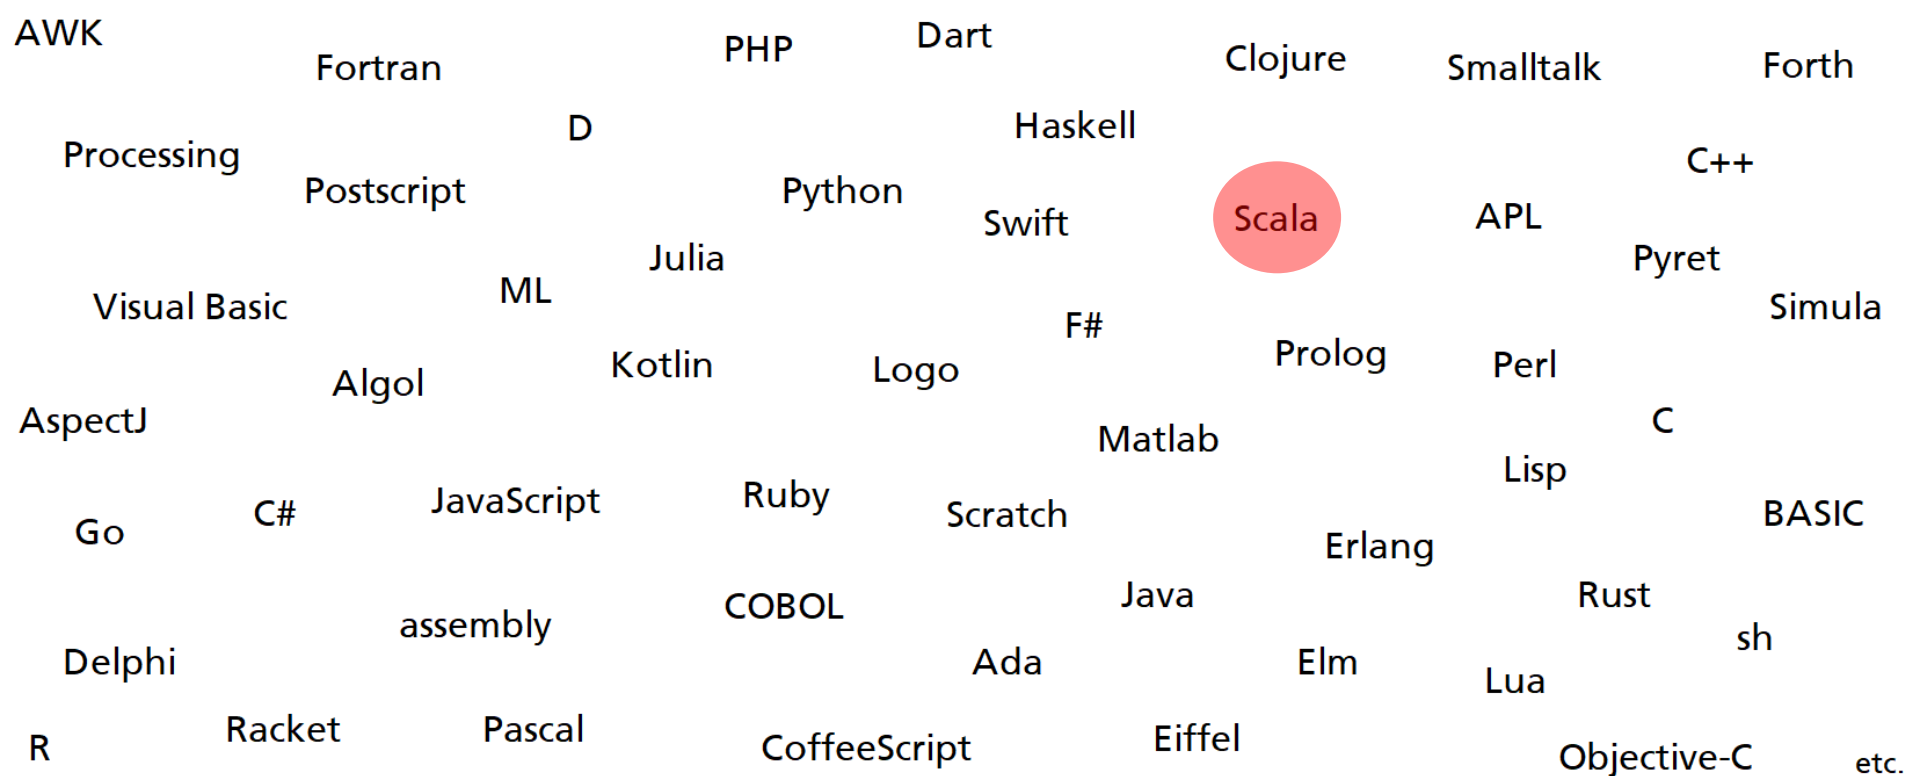 AWK
Fortran
PHP
Dart
Clojure
Smalltalk
Forth
D
Haskell
Processing
C++
Postscript
Python
Swift
Scala
APL
Julia
Pyret
Visual Basic
ML
Simula
F#
Algol
Kotlin
Logo
Prolog
Perl
AspectJ
Matlab
C
Lisp
Go
C#
JavaScript
Ruby
Scratch
BASIC
Erlang
assembly
COBOL
Java
Rust
sh
Delphi
Ada
Elm
Lua
R
Racket
Pascal
CoffeeScript
Eiffel
Objective-C
etc.